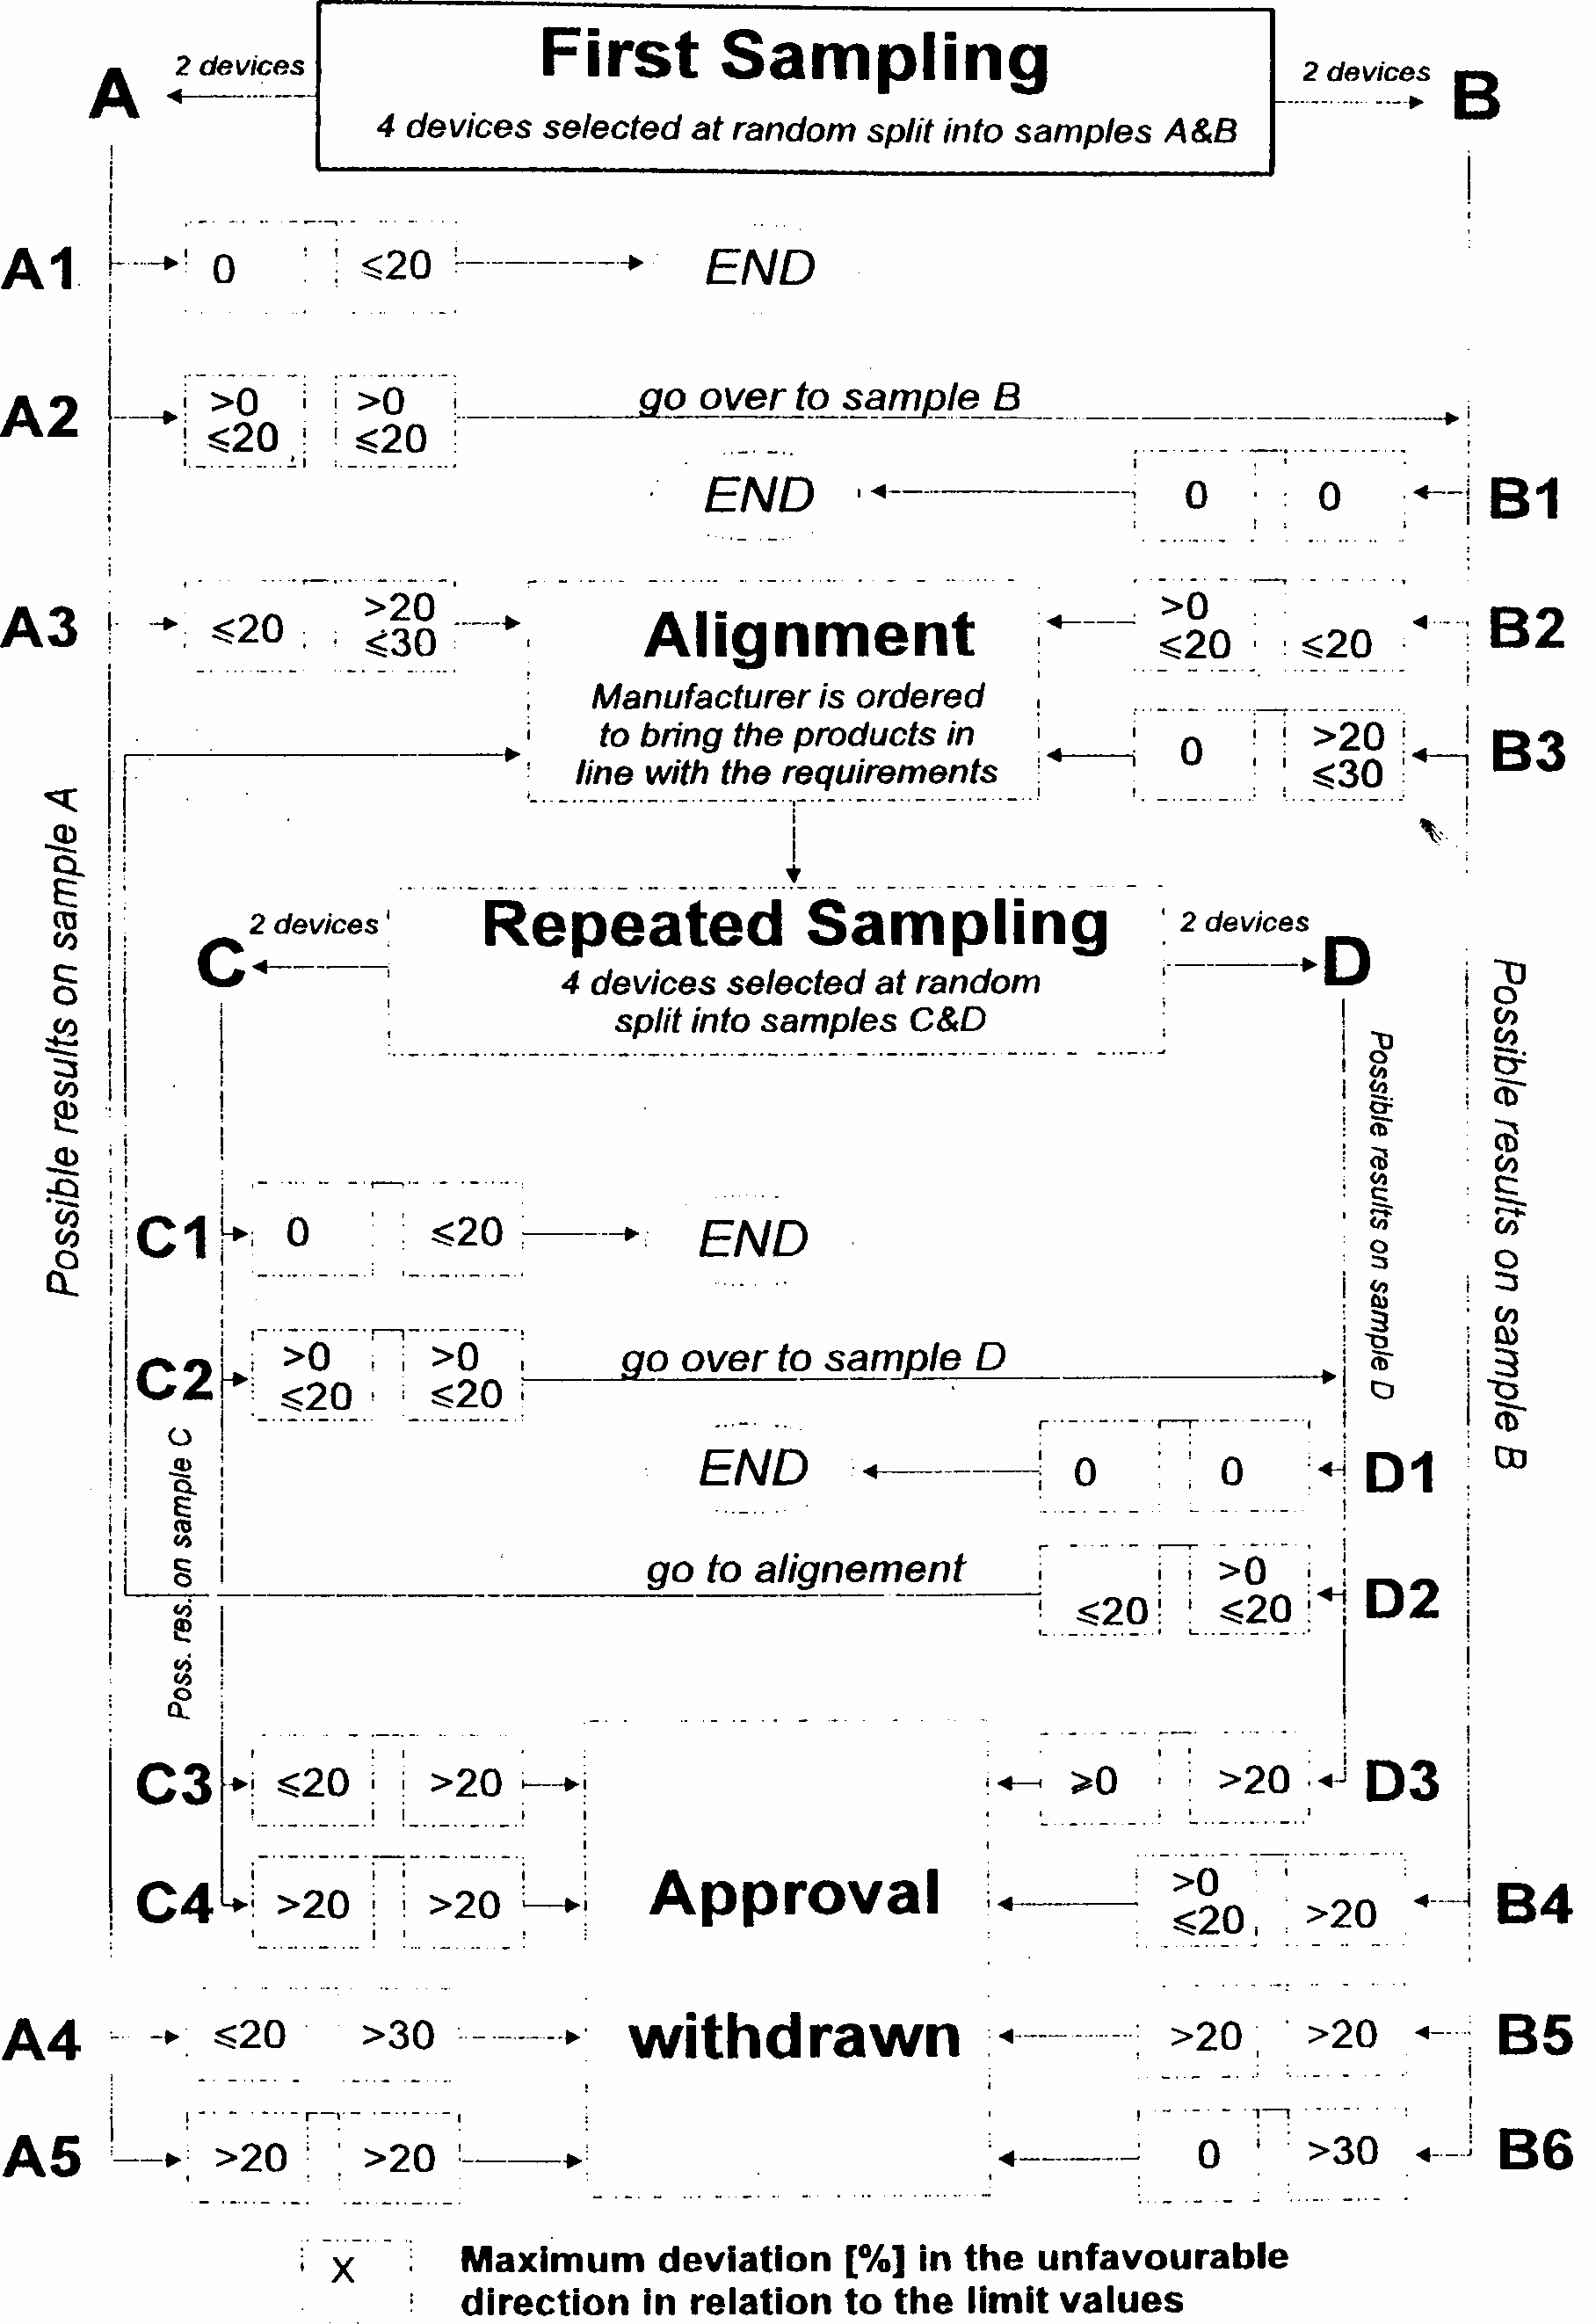 First Sampling
4 devices selected at random split into samples A&B
A
2 devices
2 devices
B
A1
0
≤20
END
A2
>0
≤20
>0
≤20
go over to sample B
END
0
0
B1
A3
≤20
>20
≤30
Alignment
Manufacturer is ordered
to bring the products in
line with the requirements
>0
≤20
≤20
B2
0
>20
≤30
B3
Possible results on sample A
Repeated Sampling
4 devices selected at random
split into samples C&D
C
2 devices
2 devices
D
Possible results on sample D
Possible results on sample B
C1
0
≤20
END
C2
>0
≤20
>0
≤20
go over to sample D
END
0
0
D1
Poss. res. on sample C
go to alignement
≤20
>0
≤20
D2
C3
≤20
>20
≥0
>20
D3
C4
>20
>20
Approval
>0
≤20
>20
B4
A4
≤20
>30
withdrawn
>20
>20
B5
A5
>20
>20
0
>30
B6
X
Maximum deviation [%] in the unfavourable
direction in relation to the limit values